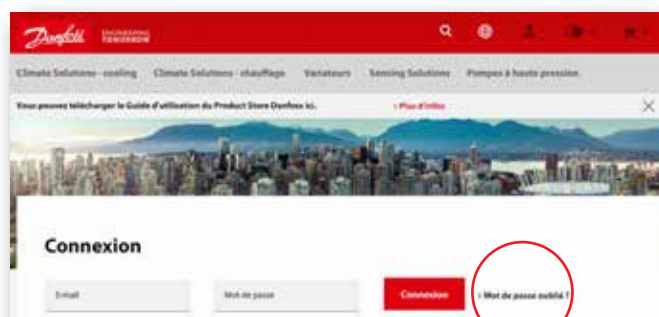 Danfoss ENGINEERING TOMORROW
Climate Solutions - cooling Climate Solutions - chauffage Variateurs Sensing Solutions Pompes à haute pression
Vous pouvez télécharger le Guide d'utilisation du Product Store Danfoss ici. › Plus d'infos
Connexion
E-mail Mot de passe Connexion › Mot de passe oublié ?